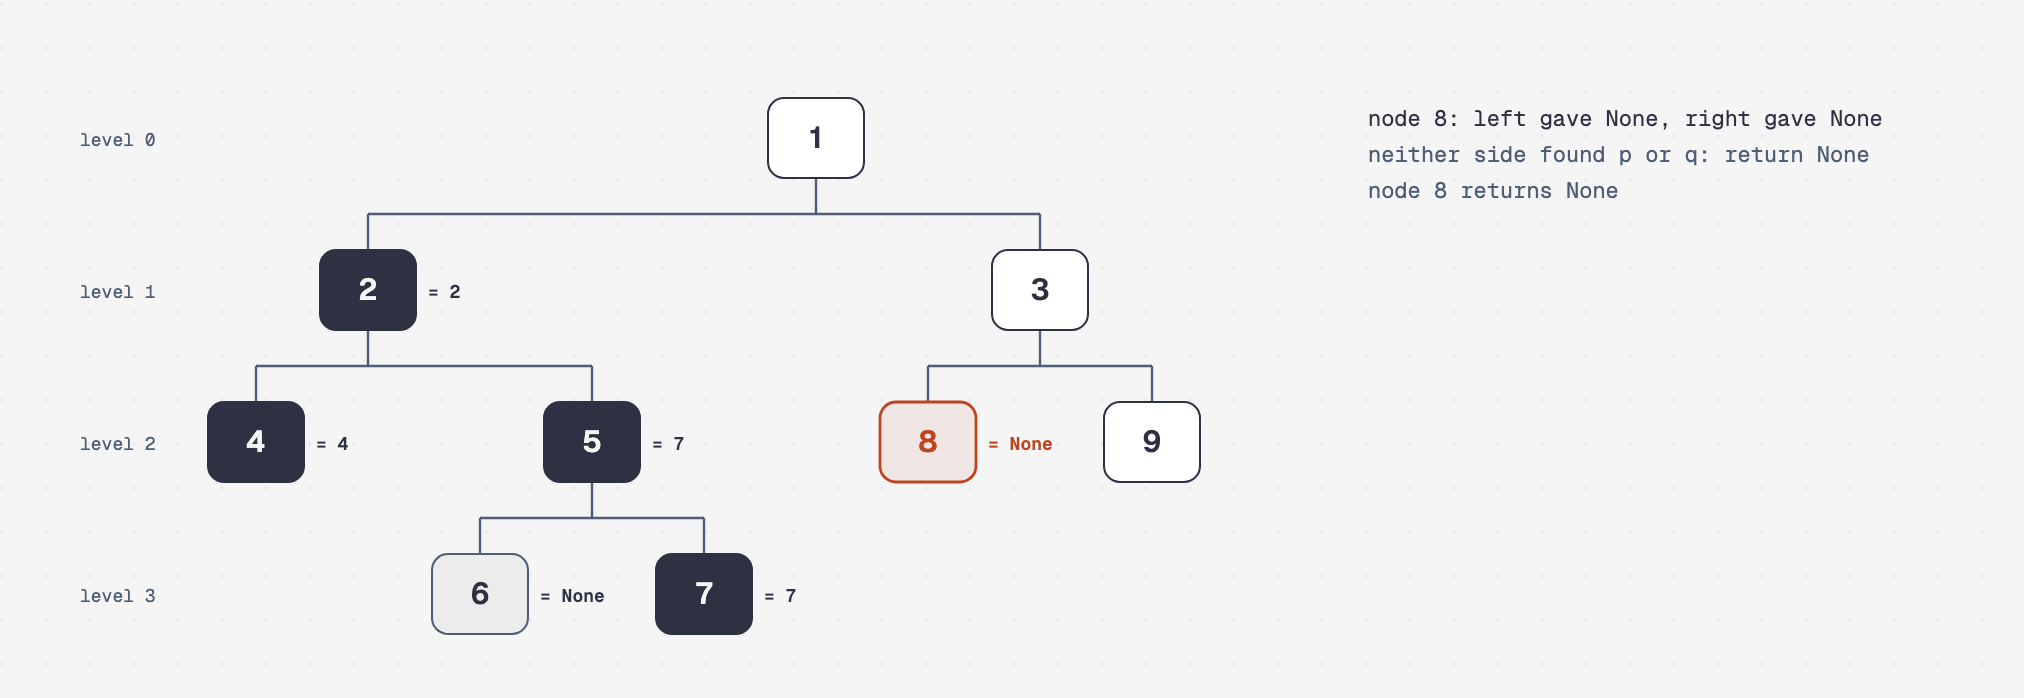 node 8: left gave None, right gave None
neither side found p or q: return None
node 8 returns None
level 0
1
level 1
2 = 2
3
level 2
4 = 4
5 = 7
8 = None
9
level 3
6 = None
7 = 7